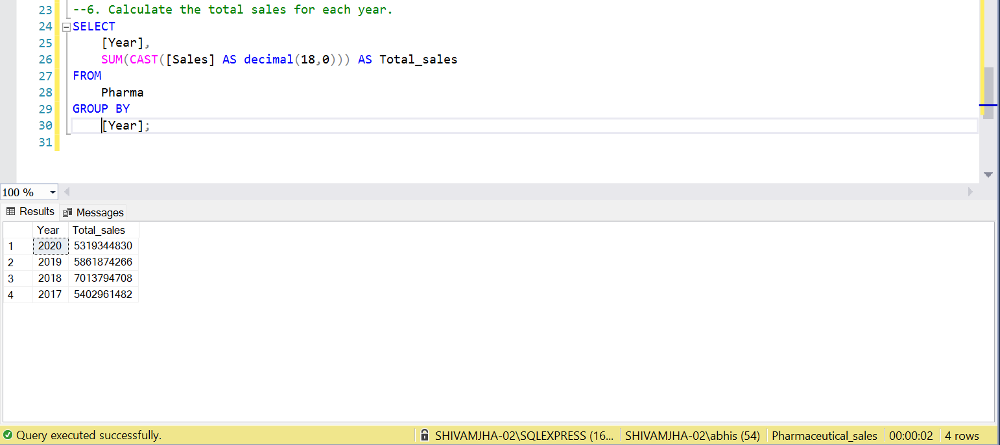 23 --6. Calculate the total sales for each year.
24 SELECT
25 [Year],
26 SUM(CAST([Sales] AS decimal(18,0))) AS Total_sales
27 FROM
28 Pharma
29 GROUP BY
30 [Year];
31
100 %
Results Messages
Year Total_sales
1 2020 5319344830
2 2019 5861874266
3 2018 7013794708
4 2017 5402961482
Query executed successfully. SHIVAMJHA-02\SQLEXPRESS (16... SHIVAMJHA-02\abhis (54) Pharmaceutical_sales 00:00:02 4 rows